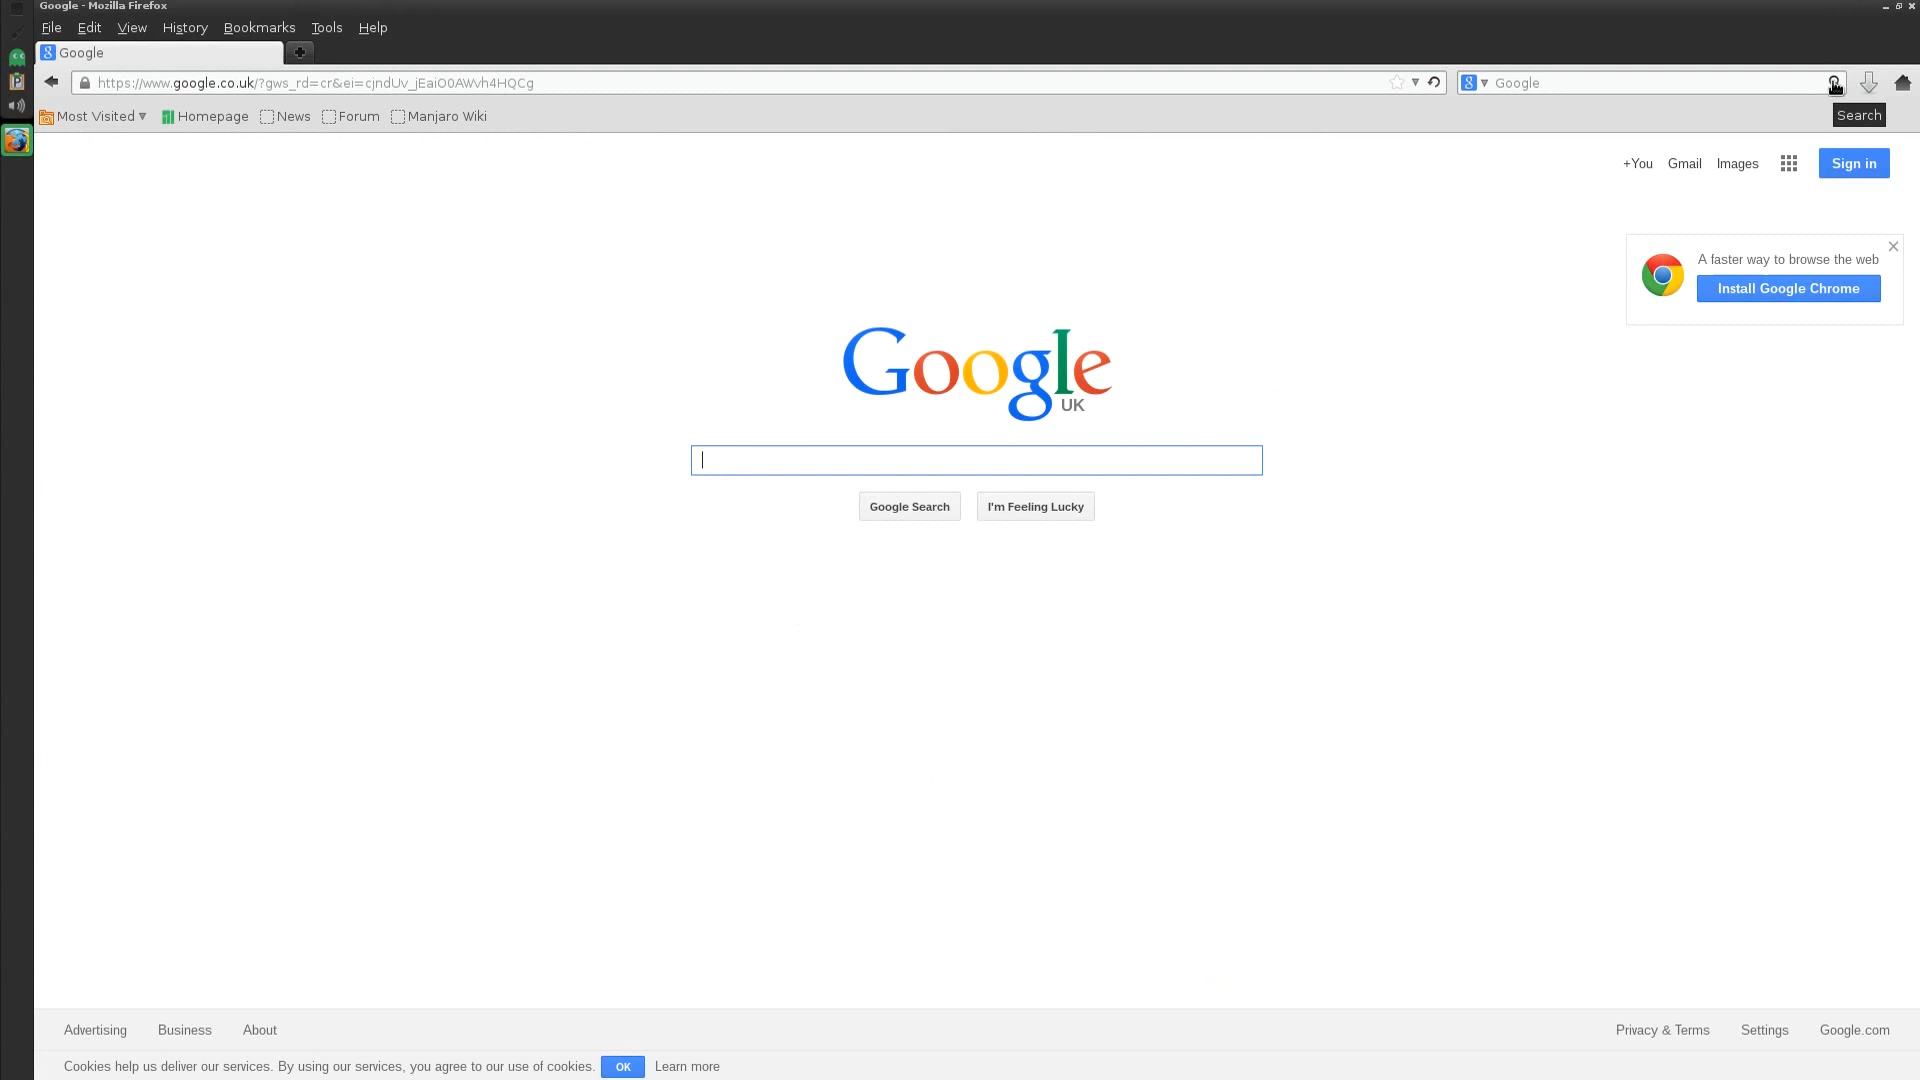 Google - Mozilla Firefox
File Edit View History Bookmarks Tools Help
Google
https://www.google.co.uk/?gws_rd=cr&ei=cjndUv_jEaiO0AWvh4HQCg
Google
Most Visited Homepage News Forum Manjaro Wiki
Search
+You Gmail Images Sign in
A faster way to browse the web
Install Google Chrome
Google
UK
Google Search I'm Feeling Lucky
Advertising Business About Privacy & Terms Settings Google.com
Cookies help us deliver our services. By using our services, you agree to our use of cookies. OK Learn more